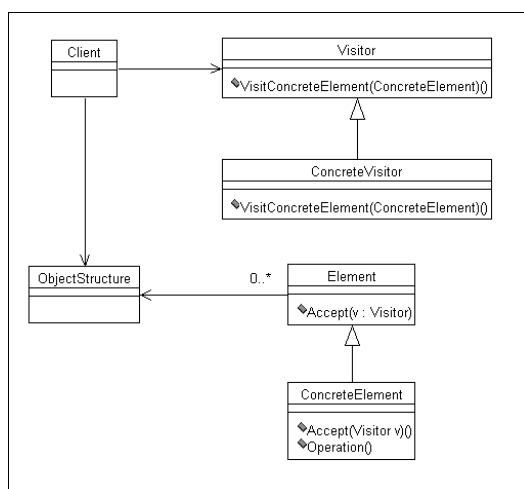 Client
Visitor
VisitConcreteElement(ConcreteElement)()
ConcreteVisitor
VisitConcreteElement(ConcreteElement)()
ObjectStructure
0..*
Element
Accept(v : Visitor)
ConcreteElement
Accept(Visitor v)()
Operation()